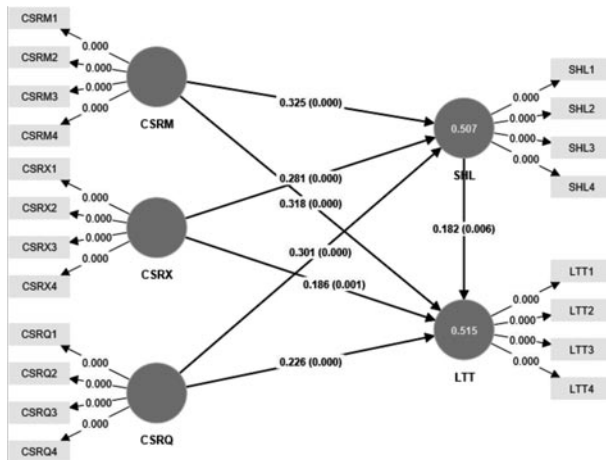 CSRM1
0.000
CSRM2
0.000
CSRM3
0.000
CSRM4
0.000
CSRM
CSRX1
0.000
CSRX2
0.000
CSRX3
0.000
CSRX4
0.000
CSRX
CSRQ1
0.000
CSRQ2
0.000
CSRQ3
0.000
CSRQ4
0.000
CSRQ
0.325 (0.000)
0.281 (0.000)
0.318 (0.000)
0.301 (0.000)
0.186 (0.001)
0.226 (0.000)
0.507
SHL
0.182 (0.006)
0.515
LTT
SHL1
0.000
SHL2
0.000
SHL3
0.000
SHL4
0.000
LTT1
0.000
LTT2
0.000
LTT3
0.000
LTT4
0.000